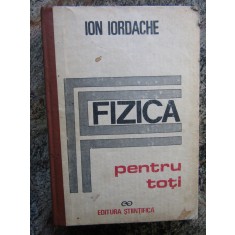 ION IORDACHE
FIZICA
pentru
toți
EDITURA ȘTIINȚIFICĂ